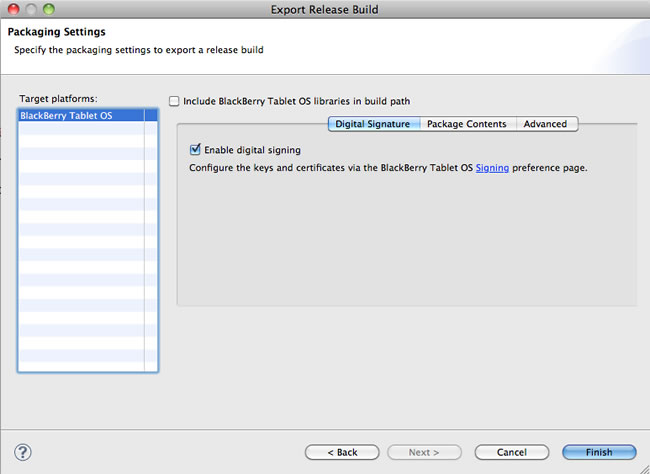 Export Release Build
Packaging Settings
Specify the packaging settings to export a release build
Target platforms:
BlackBerry Tablet OS
Include BlackBerry Tablet OS libraries in build path
Digital Signature
Package Contents
Advanced
Enable digital signing
Configure the keys and certificates via the BlackBerry Tablet OS Signing preference page.
?
< Back
Next >
Cancel
Finish